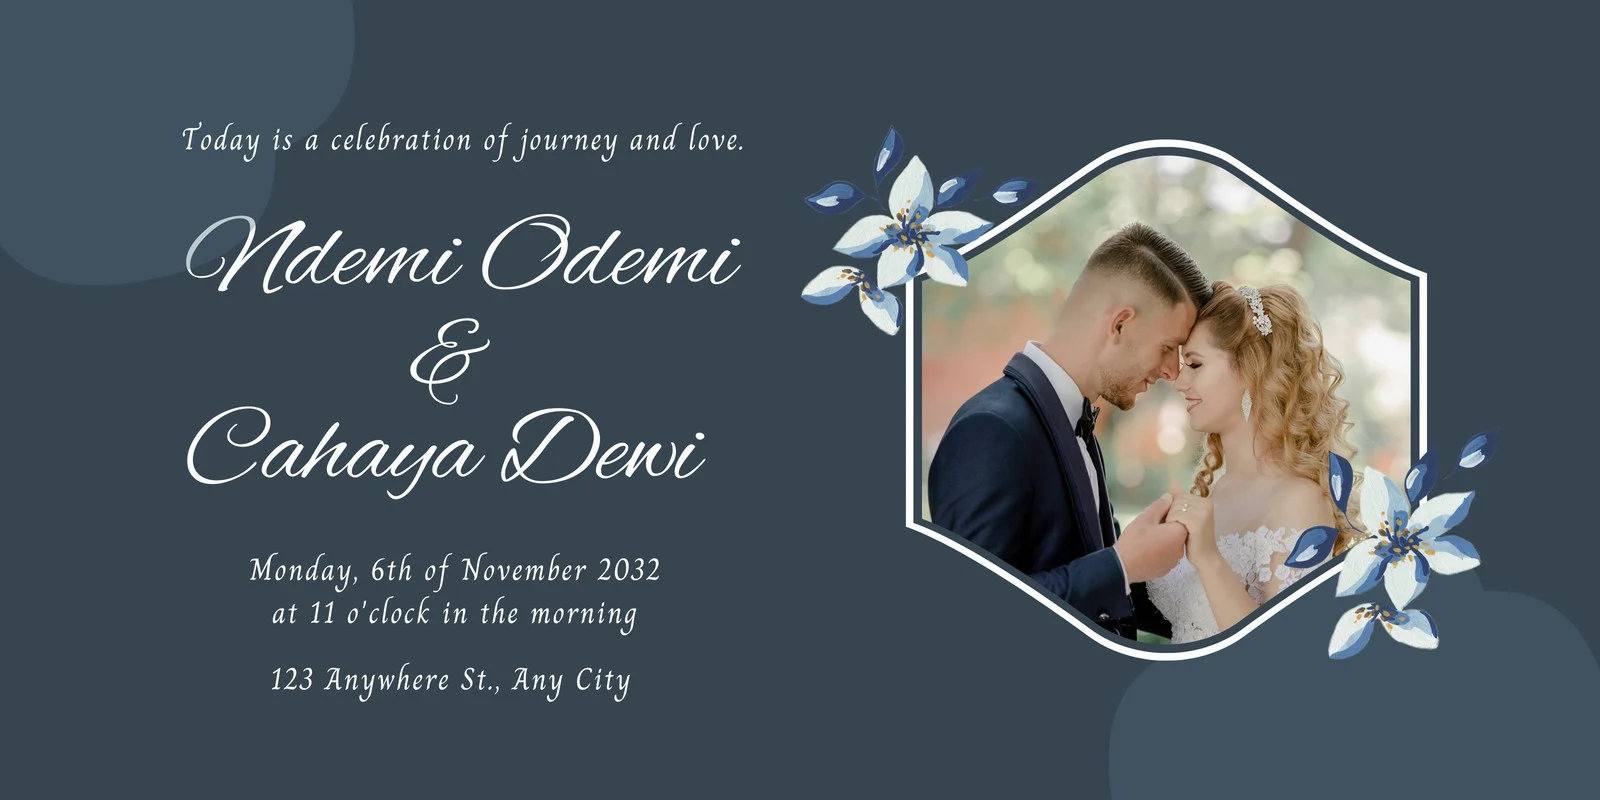 Today is a celebration of journey and love.
Ndemi Odemi
&
Cahaya Dewi
Monday, 6th of November 2032
at 11 o'clock in the morning
123 Anywhere St., Any City